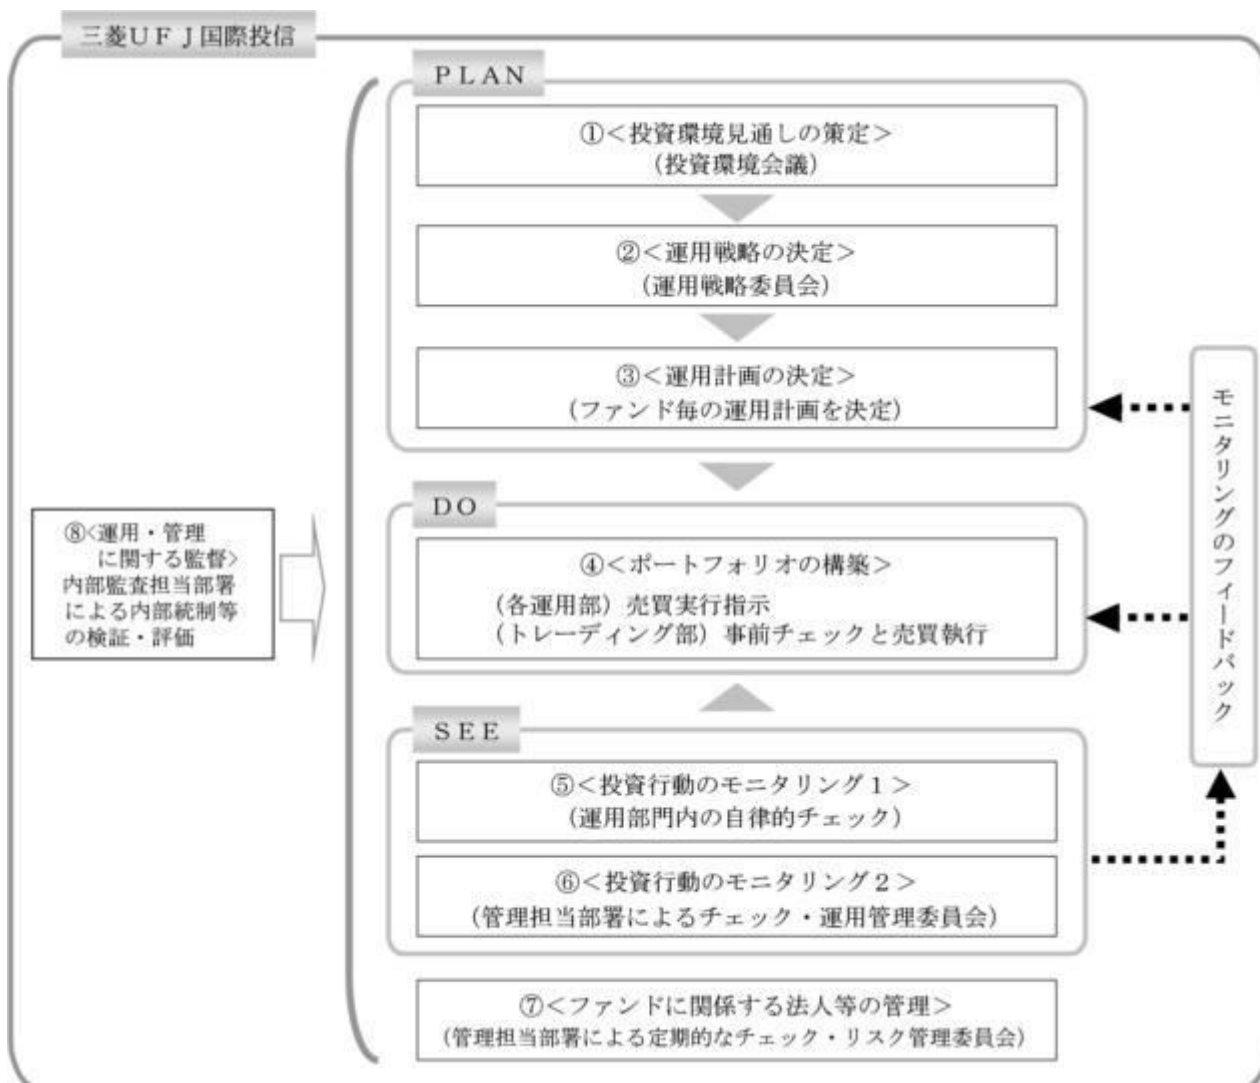 三菱UFJ国際投信
PLAN
①<投資環境見通しの策定>
(投資環境会議)
②<運用戦略の決定>
(運用戦略委員会)
③<運用計画の決定>
(ファンド毎の運用計画を決定)
DO
④<ポートフォリオの構築>
(各運用部)売買実行指示
(トレーディング部)事前チェックと売買執行
SEE
⑤<投資行動のモニタリング1>
(運用部門内の自律的チェック)
⑥<投資行動のモニタリング2>
(管理担当部署によるチェック・運用管理委員会)
⑦<ファンドに関係する法人等の管理>
(管理担当部署による定期的なチェック・リスク管理委員会)
⑧<運用・管理
に関する監督>
内部監査担当部署
による内部統制等
の検証・評価
モニタリングのフィードバック